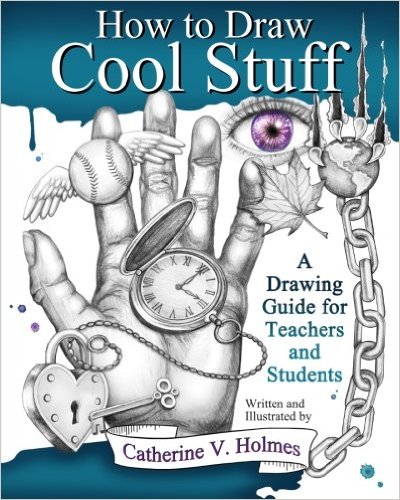 How to Draw
Cool Stuff
A
Drawing
Guide for
Teachers
and
Students
Written and
Illustrated by
Catherine V. Holmes